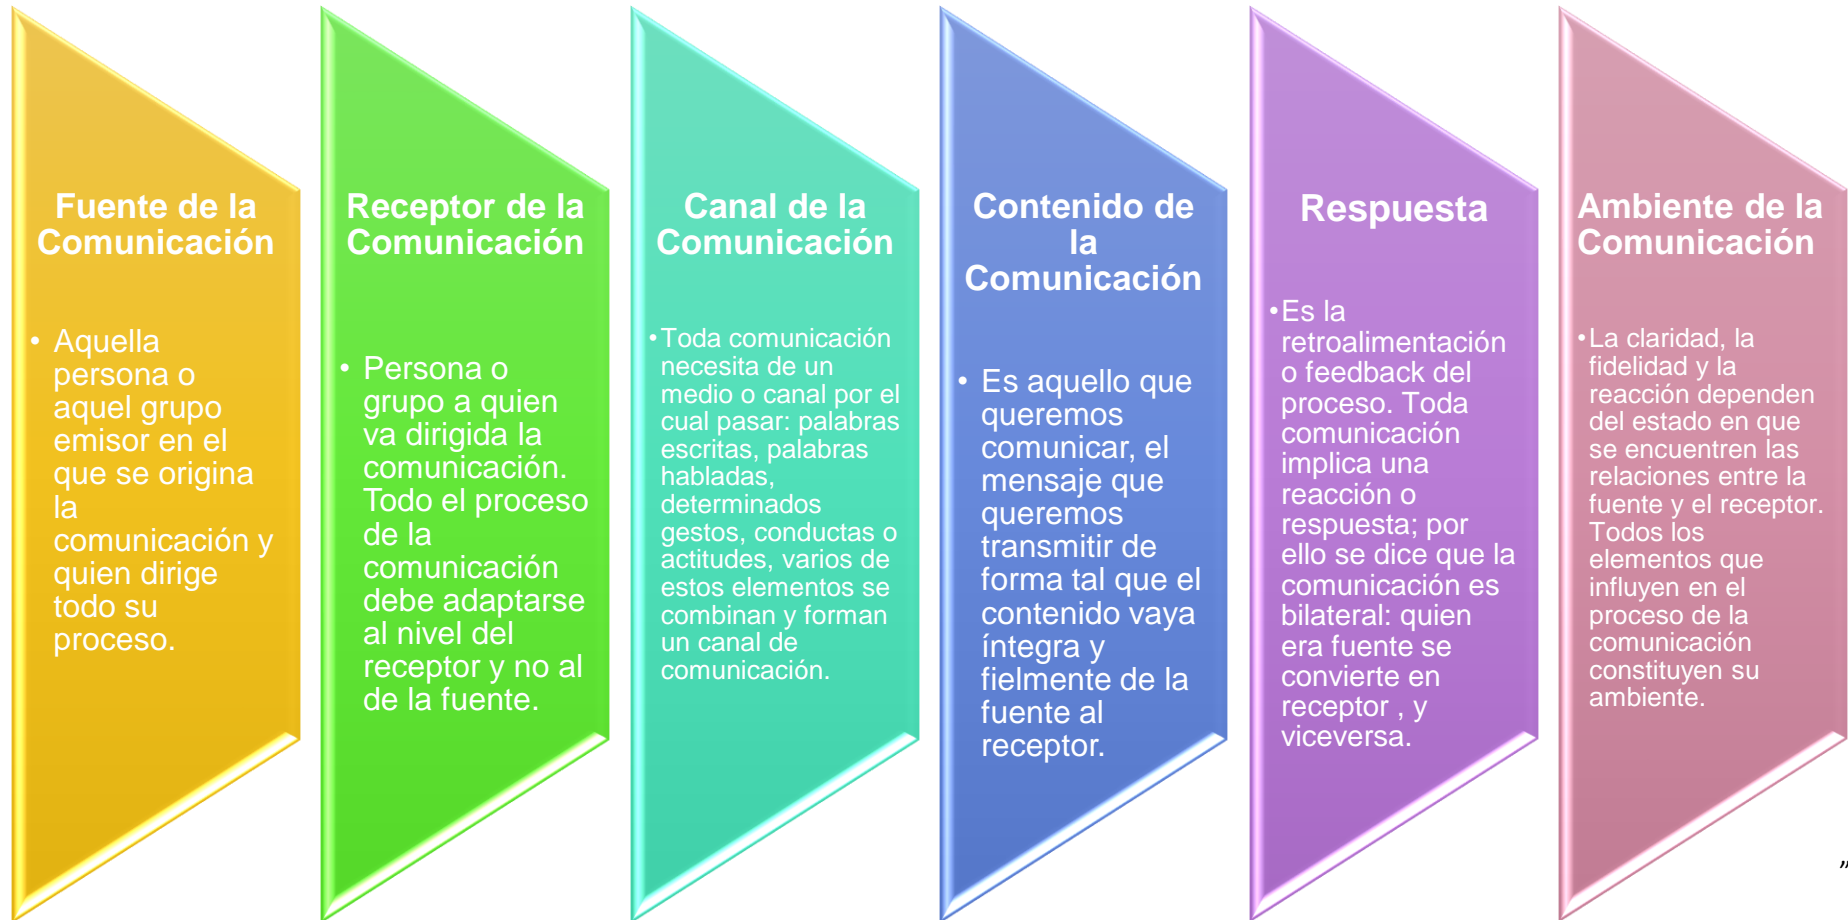 Fuente de la
Comunicación
• Aquella
persona o
aquel grupo
emisor en el
que se origina
la
comunicación y
quien dirige
todo su
proceso.
Receptor de la
Comunicación
• Persona o
grupo a quien
va dirigida la
comunicación.
Todo el proceso
de la
comunicación
debe adaptarse
al nivel del
receptor y no al
de la fuente.
Canal de la
Comunicación
•Toda comunicación
necesita de un
medio o canal por el
cual pasar: palabras
escritas, palabras
habladas,
determinados
gestos, conductas o
actitudes, varios de
estos elementos se
combinan y forman
un canal de
comunicación.
Contenido de
la
Comunicación
• Es aquello que
queremos
comunicar, el
mensaje que
queremos
transmitir de
forma tal que el
contenido vaya
íntegra y
fielmente de la
fuente al
receptor.
Respuesta
•Es la
retroalimentación
o feedback del
proceso. Toda
comunicación
implica una
reacción o
respuesta; por
ello se dice que la
comunicación es
bilateral: quien
era fuente se
convierte en
receptor , y
viceversa.
Ambiente de la
Comunicación
•La claridad, la
fidelidad y la
reacción dependen
del estado en que
se encuentren las
relaciones entre la
fuente y el receptor.
Todos los
elementos que
influyen en el
proceso de la
comunicación
constituyen su
ambiente.
”